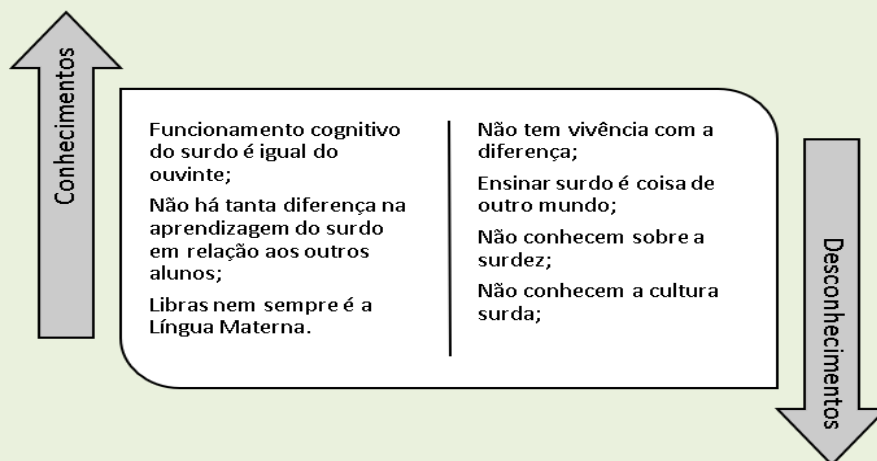 Conhecimentos
Funcionamento cognitivo
do surdo é igual do
ouvinte;
Não há tanta diferença na
aprendizagem do surdo
em relação aos outros
alunos;
Libras nem sempre é a
Língua Materna.
Não tem vivência com a
diferença;
Ensinar surdo é coisa de
outro mundo;
Não conhecem sobre a
surdez;
Não conhecem a cultura
surda;
Desconhecimentos